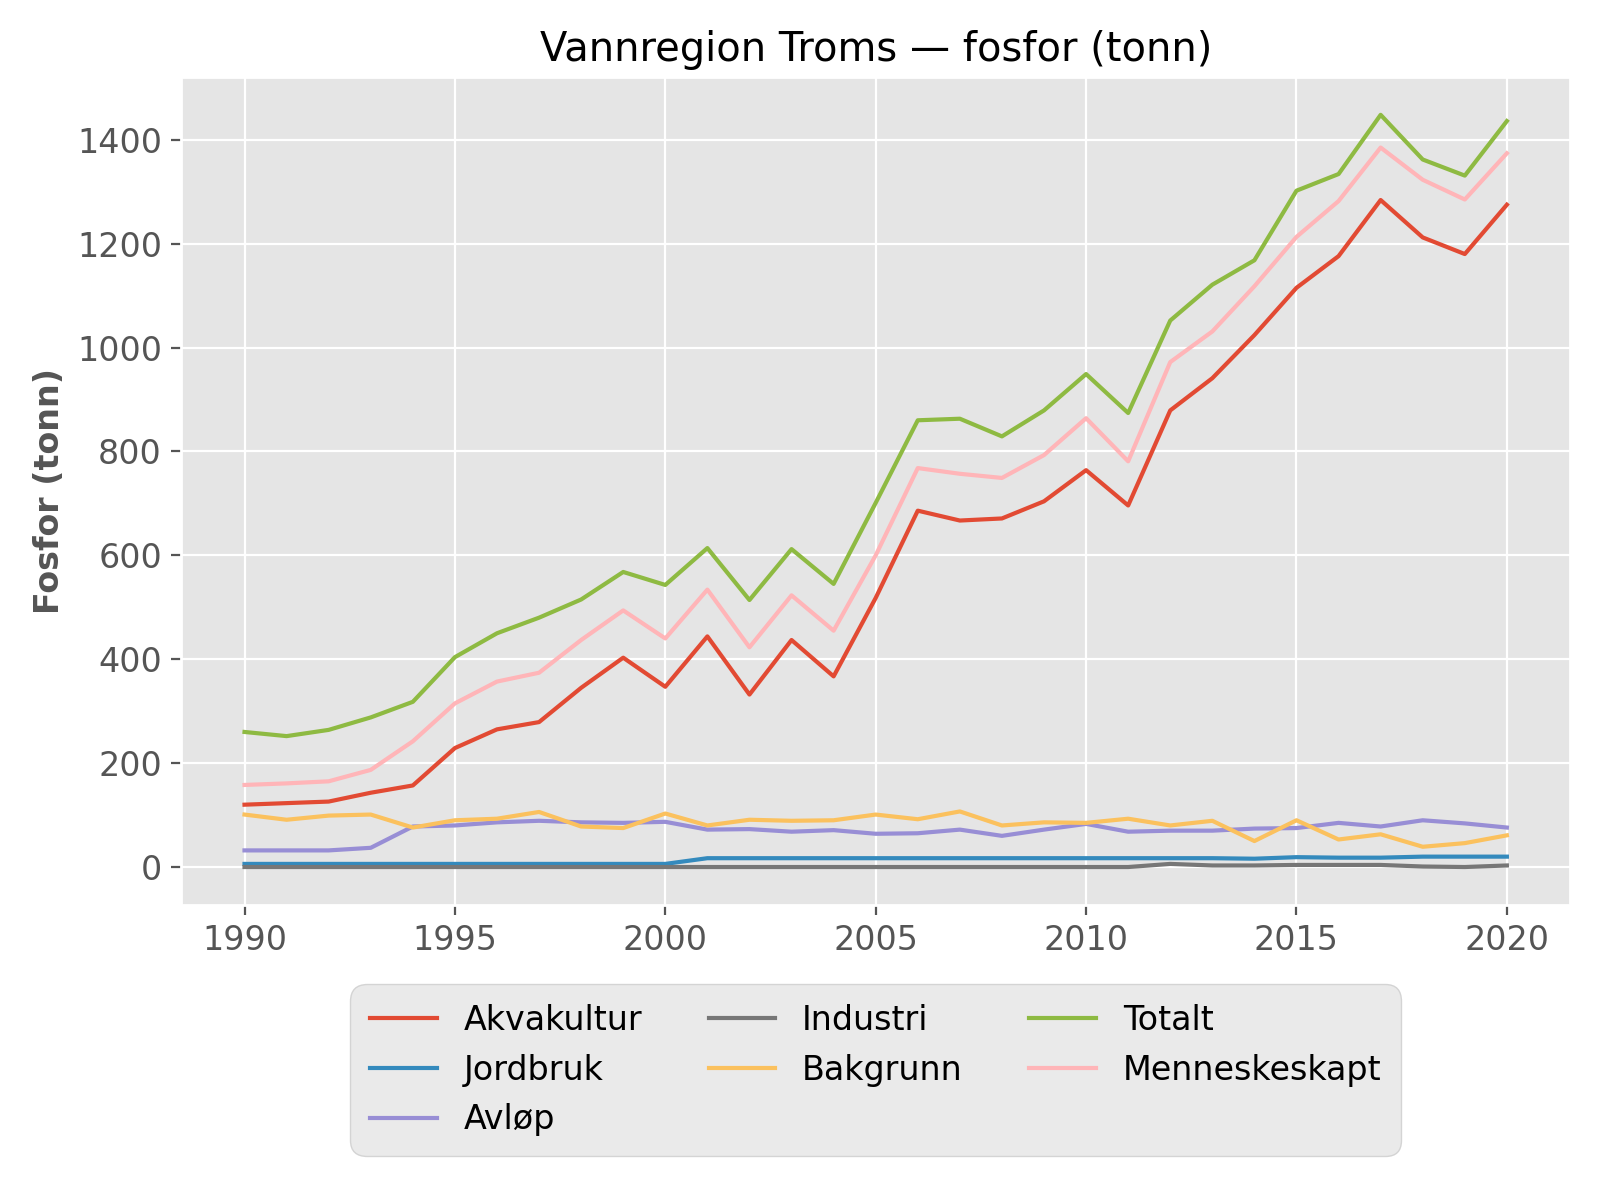 Vannregion Troms — fosfor (tonn)
Fosfor (tonn)
1400
1200
1000
800
600
400
200
0
1990 1995 2000 2005 2010 2015 2020
Akvakultur Industri Totalt
Jordbruk Bakgrunn Menneskeskapt
Avløp